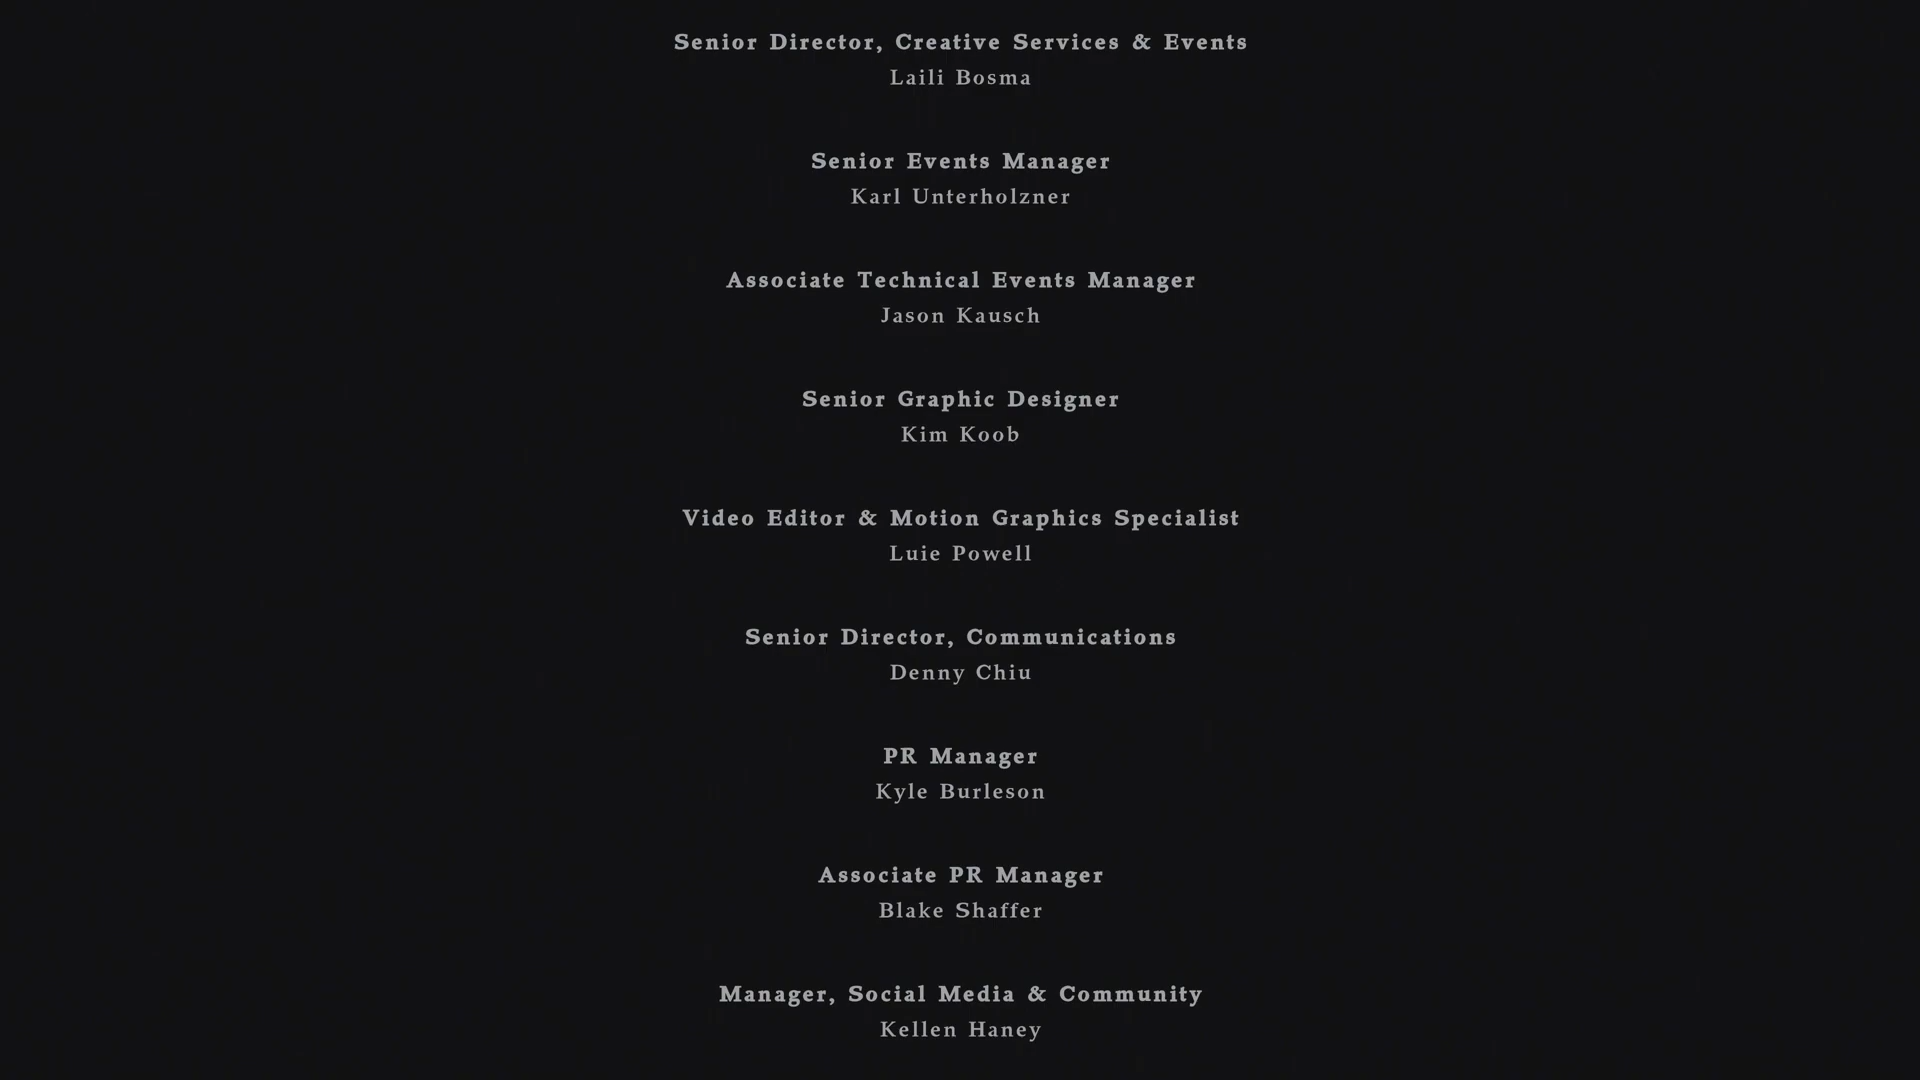 Senior Director, Creative Services & Events
Laili Bosma
Senior Events Manager
Karl Unterholzner
Associate Technical Events Manager
Jason Kausch
Senior Graphic Designer
Kim Koob
Video Editor & Motion Graphics Specialist
Luie Powell
Senior Director, Communications
Denny Chiu
PR Manager
Kyle Burleson
Associate PR Manager
Blake Shaffer
Manager, Social Media & Community
Kellen Haney